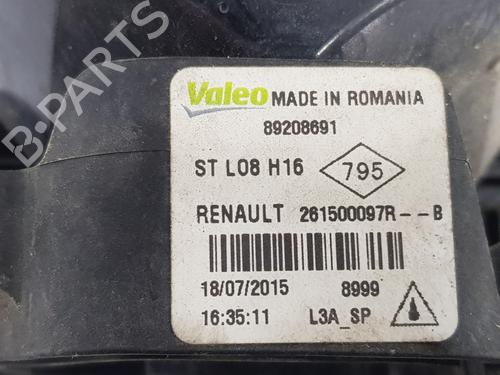 B-PARTS
Valeo MADE IN ROMANIA
89208691
ST L08 H16 795
RENAULT 261500097R--B
18/07/2015 8999
16:35:11 L3A_SP